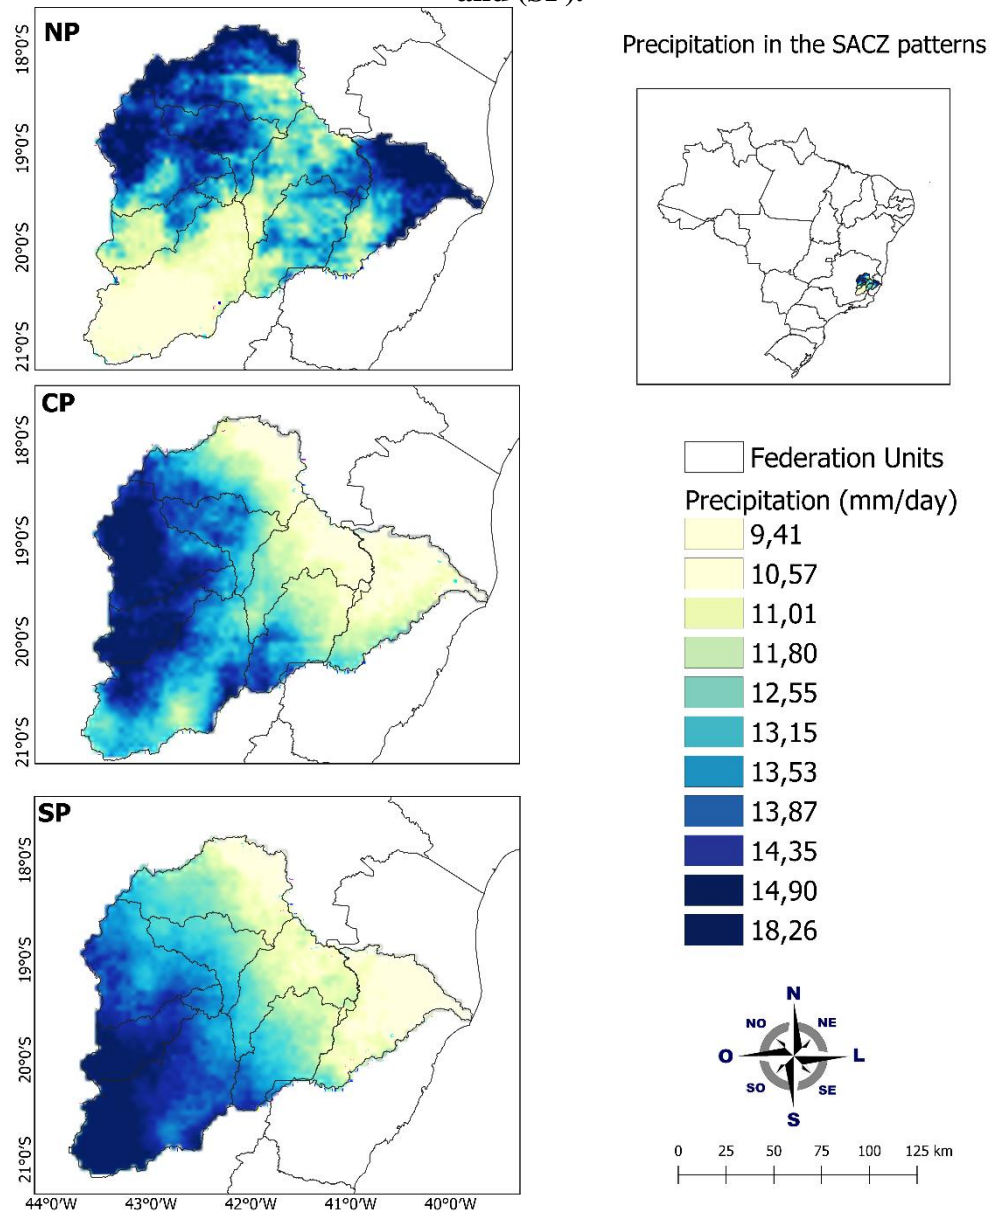 NP
18°0'S
19°0'S
20°0'S
21°0'S
Precipitation in the SACZ patterns
CP
18°0'S
19°0'S
20°0'S
21°0'S
Federation Units
Precipitation (mm/day)
9,41
10,57
11,01
11,80
12,55
13,15
13,53
13,87
14,35
14,90
18,26
SP
18°0'S
19°0'S
20°0'S
21°0'S
44°0'W 43°0'W 42°0'W 41°0'W 40°0'W
N
NO NE
O L
SO SE
S
0 25 50 75 100 125 km